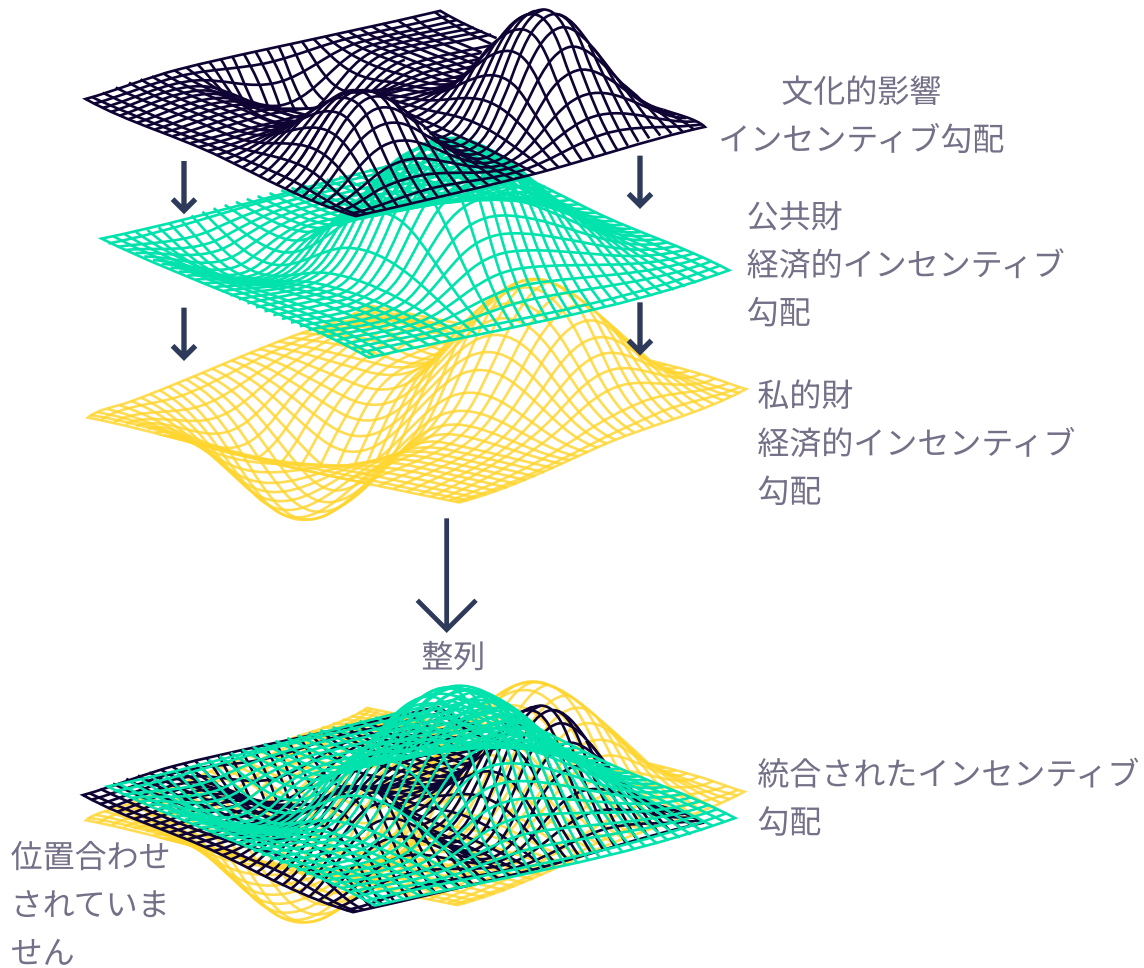 文化的影響
インセンティブ勾配
公共財
経済的インセンティブ
勾配
私的財
経済的インセンティブ
勾配
整列
統合されたインセンティブ
勾配
位置合わせ
されていま
せん